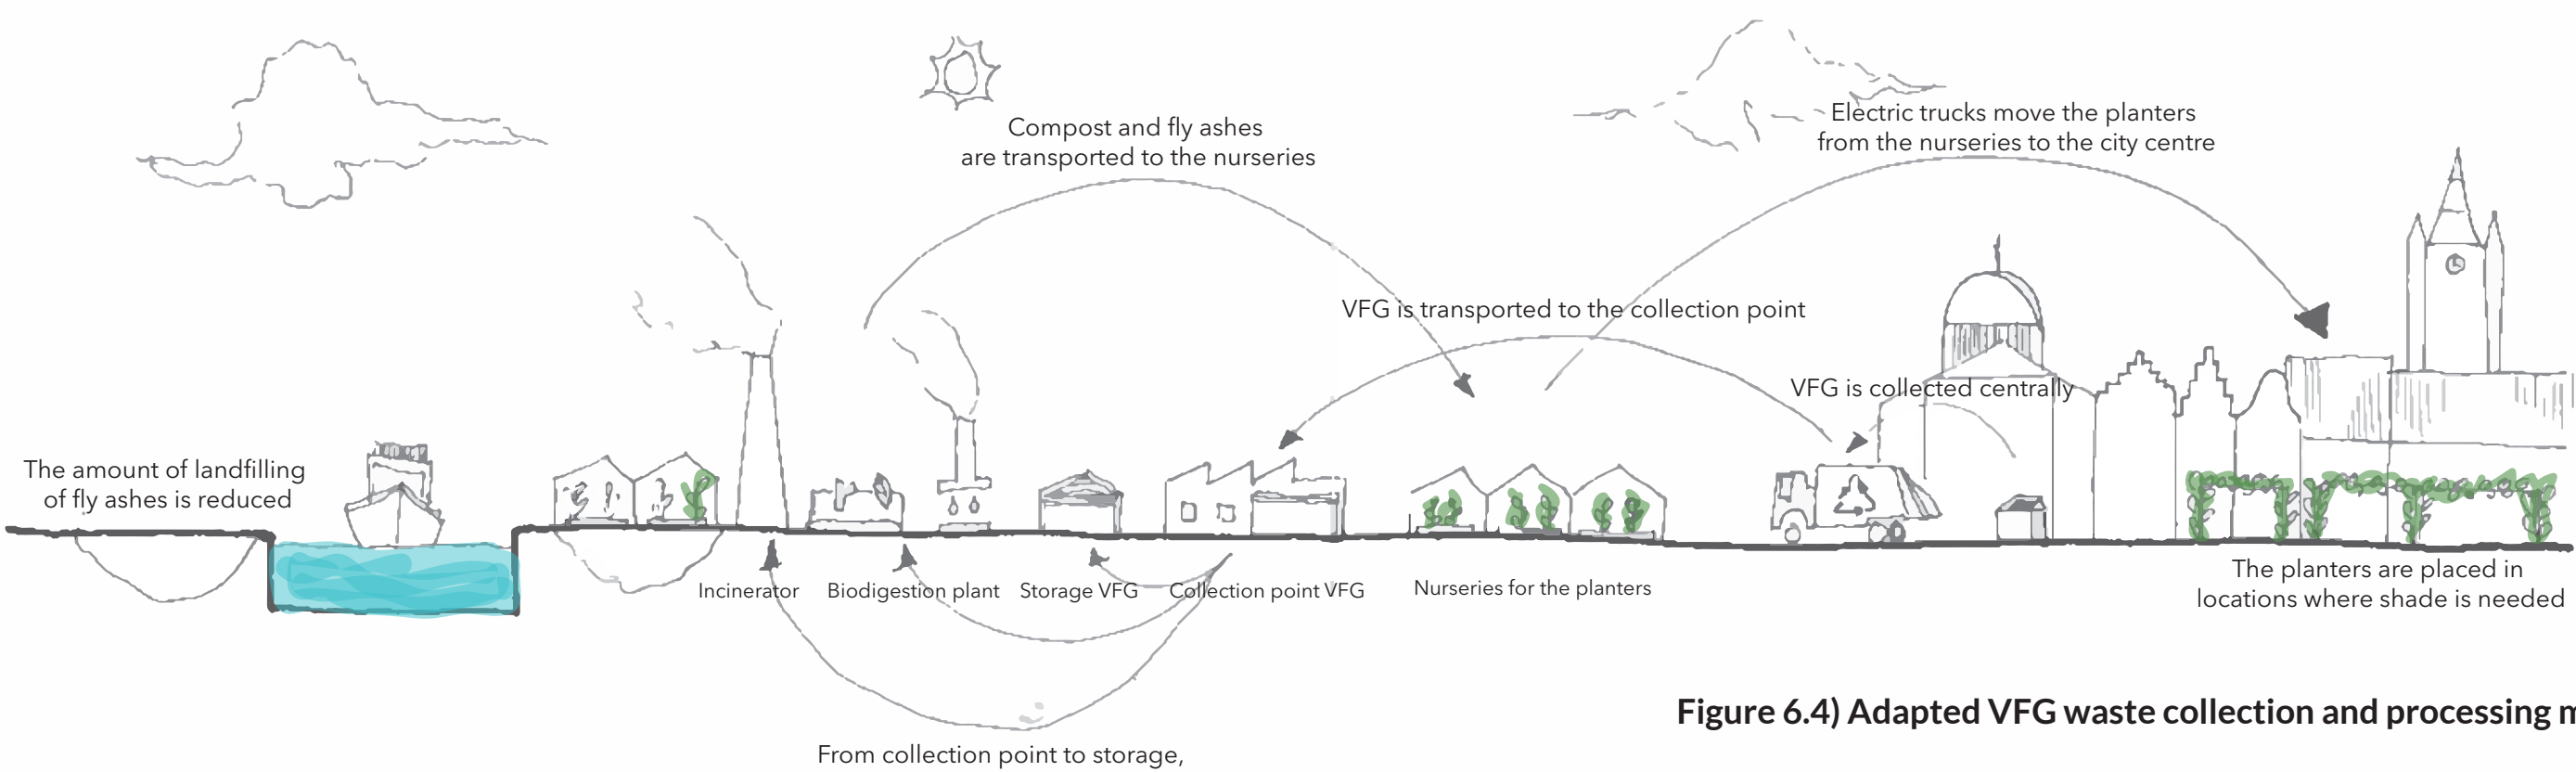 Compost and fly ashes
are transported to the nurseries
Electric trucks move the planters
from the nurseries to the city centre
VFG is transported to the collection point
VFG is collected centrally
The amount of landfilling
of fly ashes is reduced
Incinerator
Biodigestion plant
Storage VFG
Collection point VFG
Nurseries for the planters
The planters are placed in
locations where shade is needed
From collection point to storage,
Figure 6.4) Adapted VFG waste collection and processing